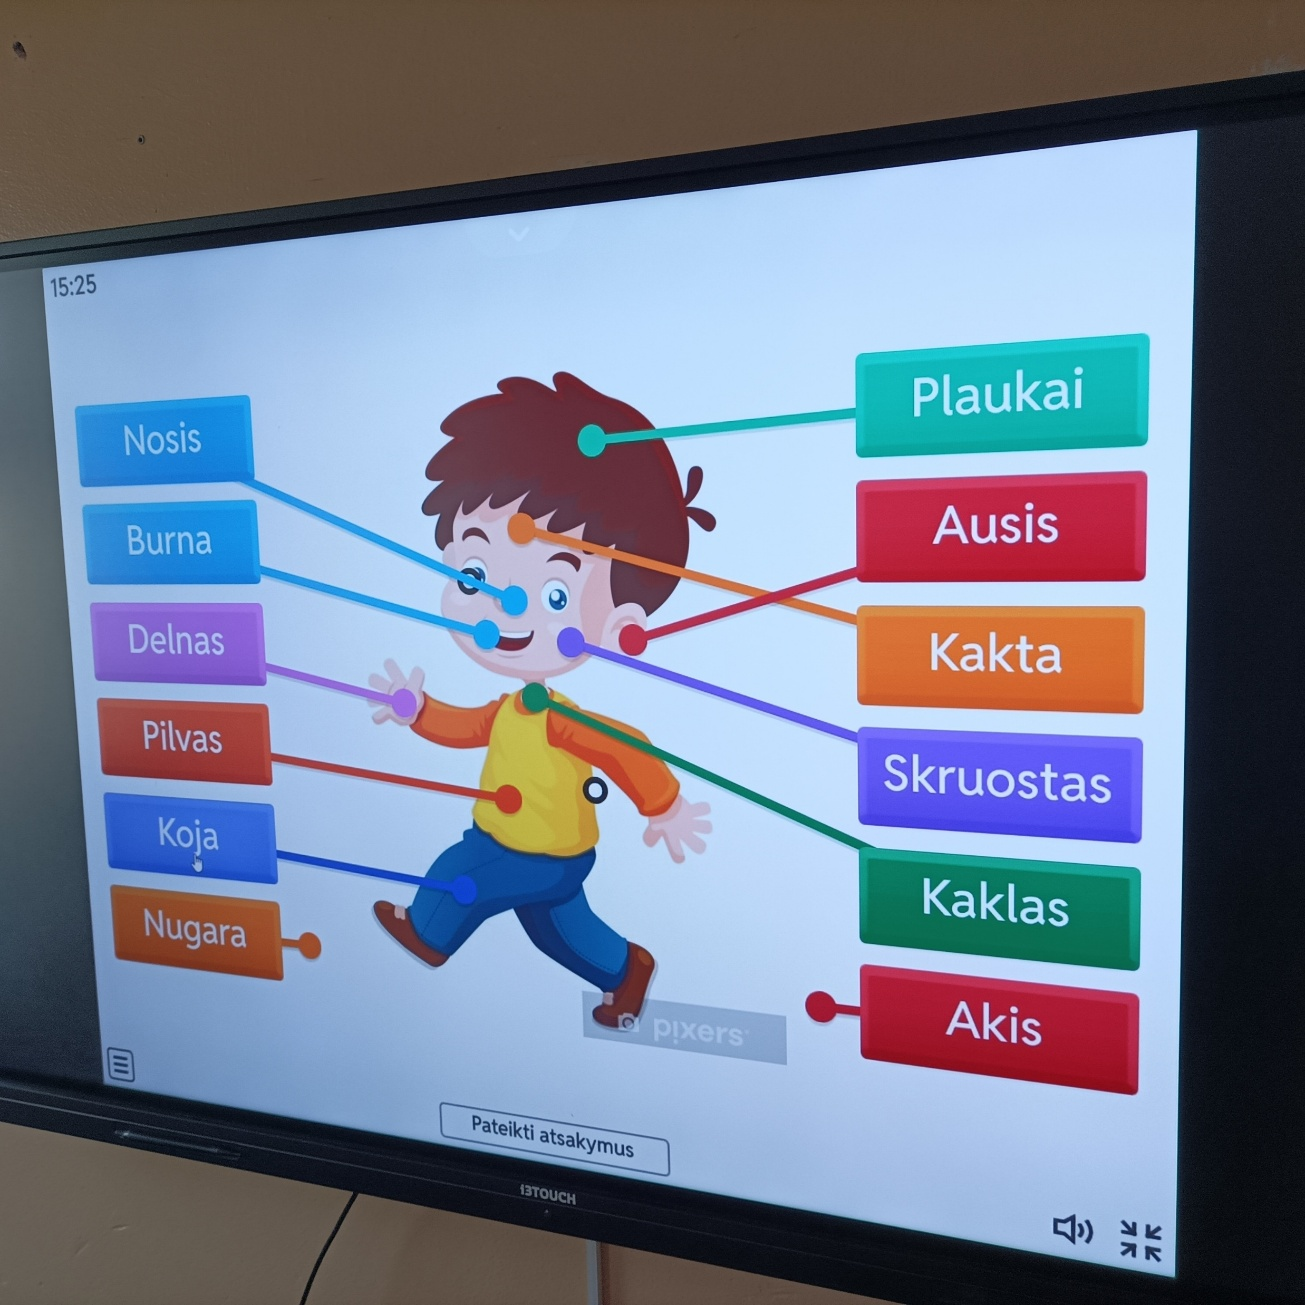 15:25
Nosis
Burna
Delnas
Pilvas
Koja
Nugara
Plaukai
Ausis
Kakta
Skruostas
Kaklas
Akis
pixers
Pateikti atsakymus
i3TOUCH